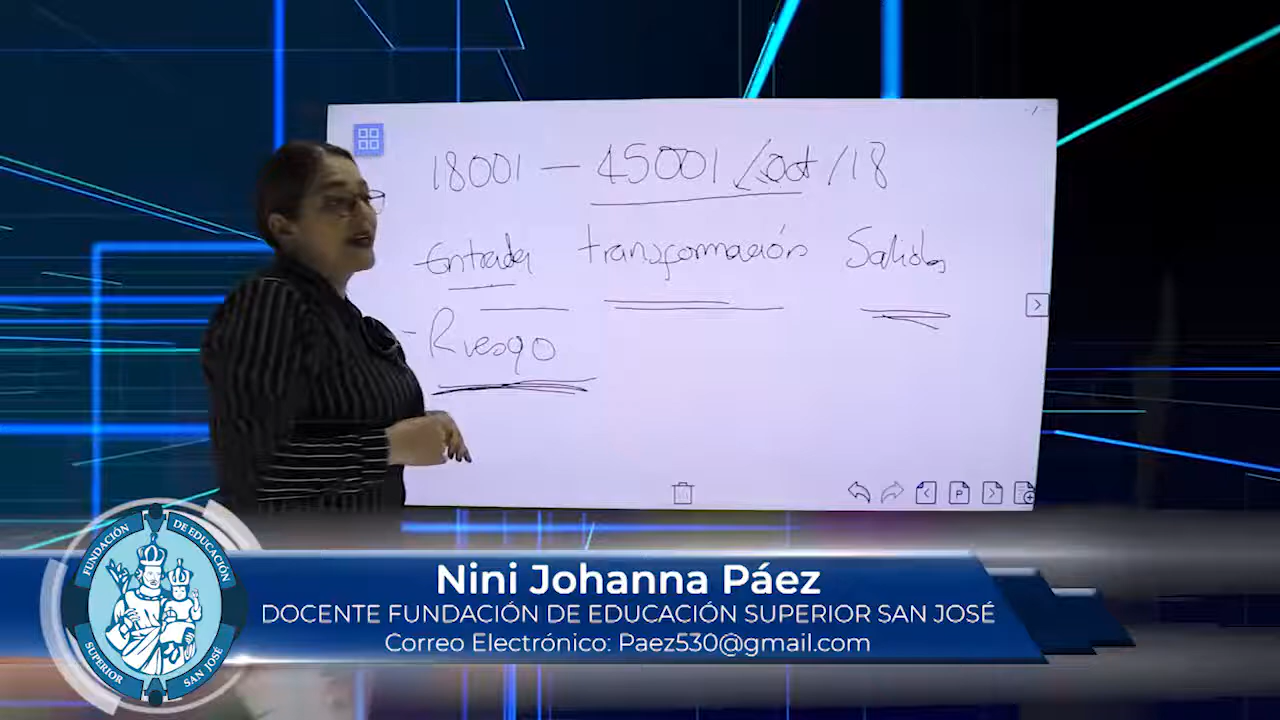 18001 - 45001 / oct /18
Entrada transformación Salidas
- Riesgo
P
FUNDACIÓN DE EDUCACIÓN SUPERIOR SAN JOSÉ
Nini Johanna Páez
DOCENTE FUNDACIÓN DE EDUCACIÓN SUPERIOR SAN JOSÉ
Correo Electrónico: Paez530@gmail.com